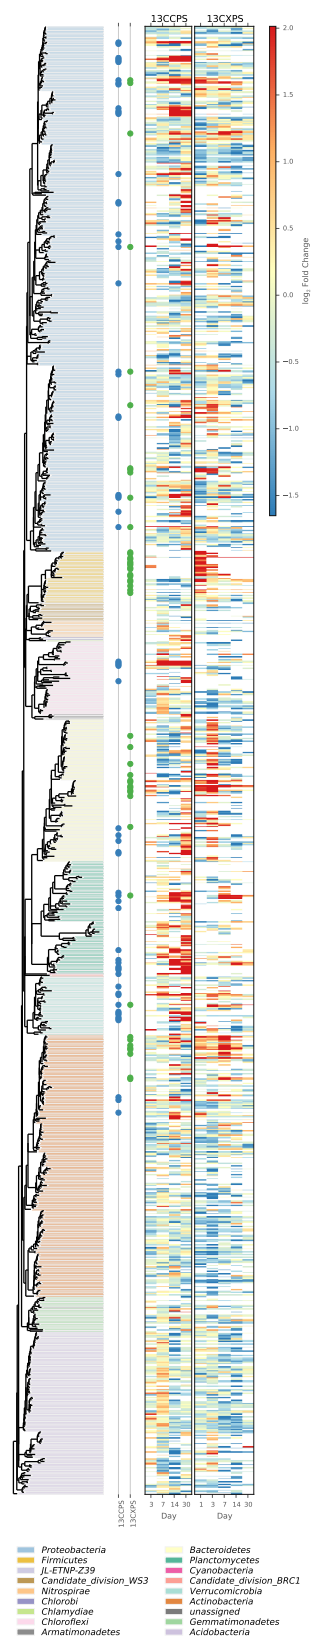 13CCPS 13CXPS
2.0
1.5
1.0
0.5
0.0
−0.5
−1.0
−1.5
log2 Fold Change
13CCPS
13CXPS
3 7 14 30 1 3 7 14 30
Day Day
Proteobacteria Bacteroidetes
Firmicutes Planctomycetes
JL-ETNP-Z39 Cyanobacteria
Candidate_division_WS3 Candidate_division_BRC1
Nitrospirae Verrucomicrobia
Chlorobi Actinobacteria
Chlamydiae unassigned
Chloroflexi Gemmatimonadetes
Armatimonadetes Acidobacteria